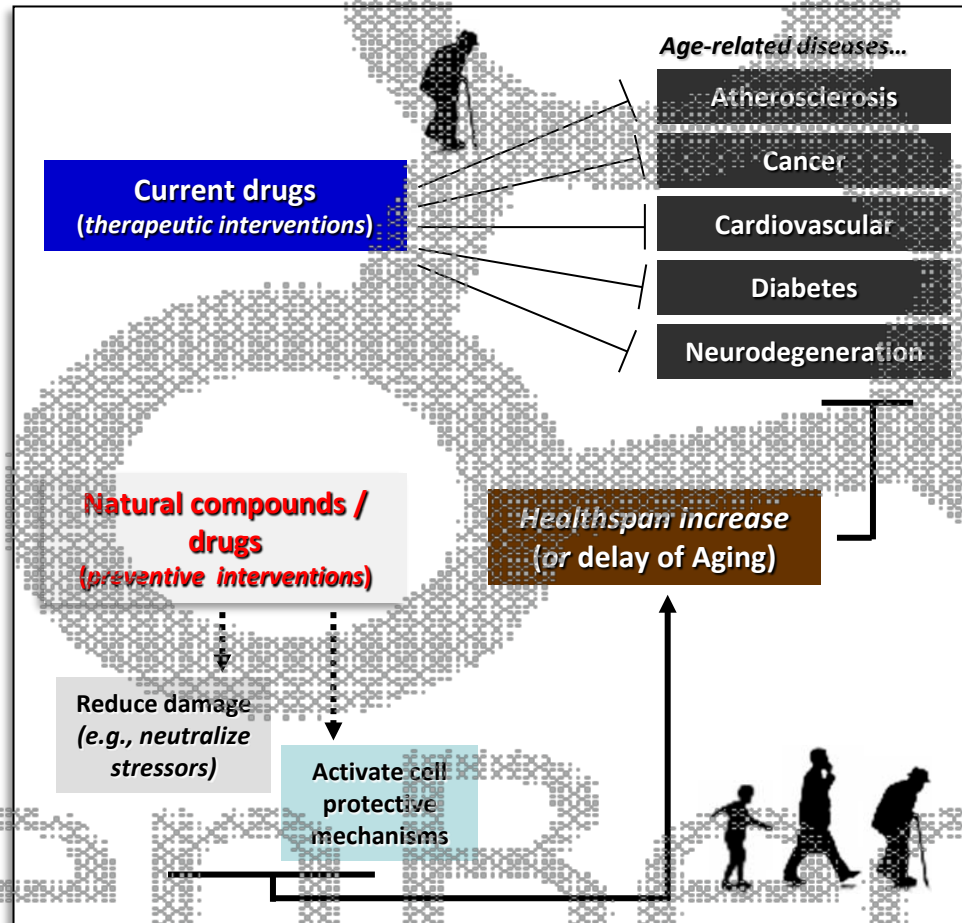 Age-related diseases...
Atherosclerosis
Cancer
Cardiovascular
Diabetes
Neurodegeneration
Current drugs
(therapeutic interventions)
Natural compounds /
drugs
(preventive interventions)
Healthspan increase
(or delay of Aging)
Reduce damage
(e.g., neutralize
stressors)
Activate cell
protective
mechanisms